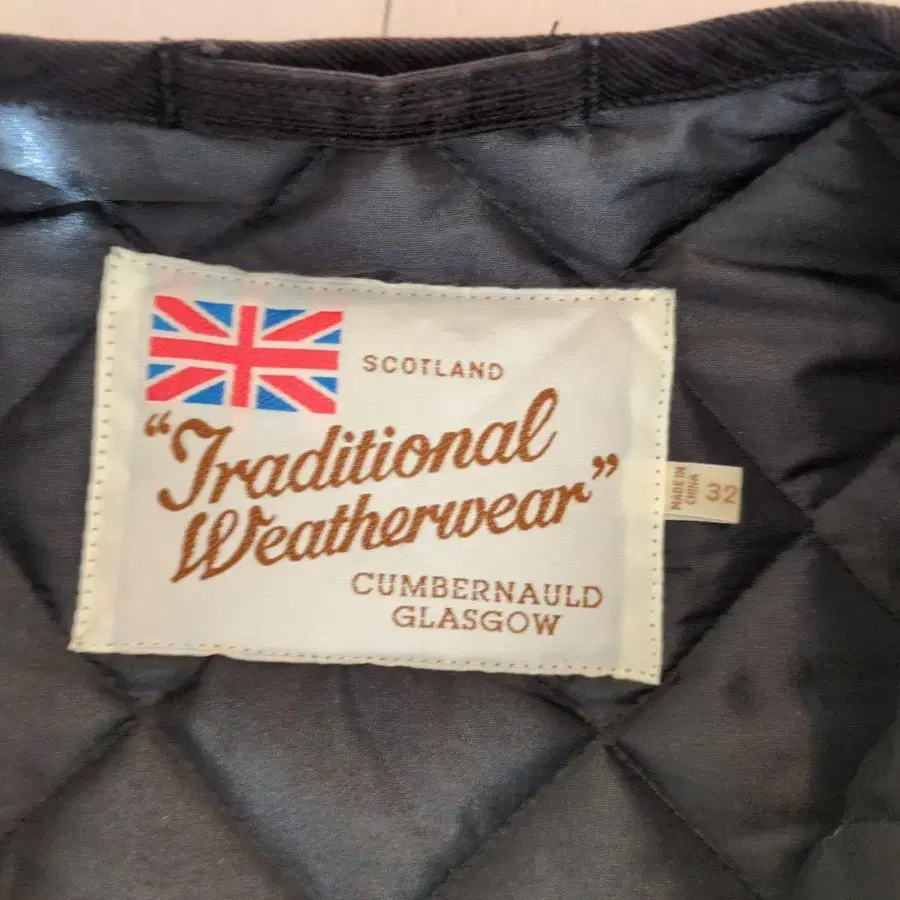 SCOTLAND
“Traditional
Weatherwear”
CUMBERNAULD
GLASGOW
MADE IN
CHINA
32